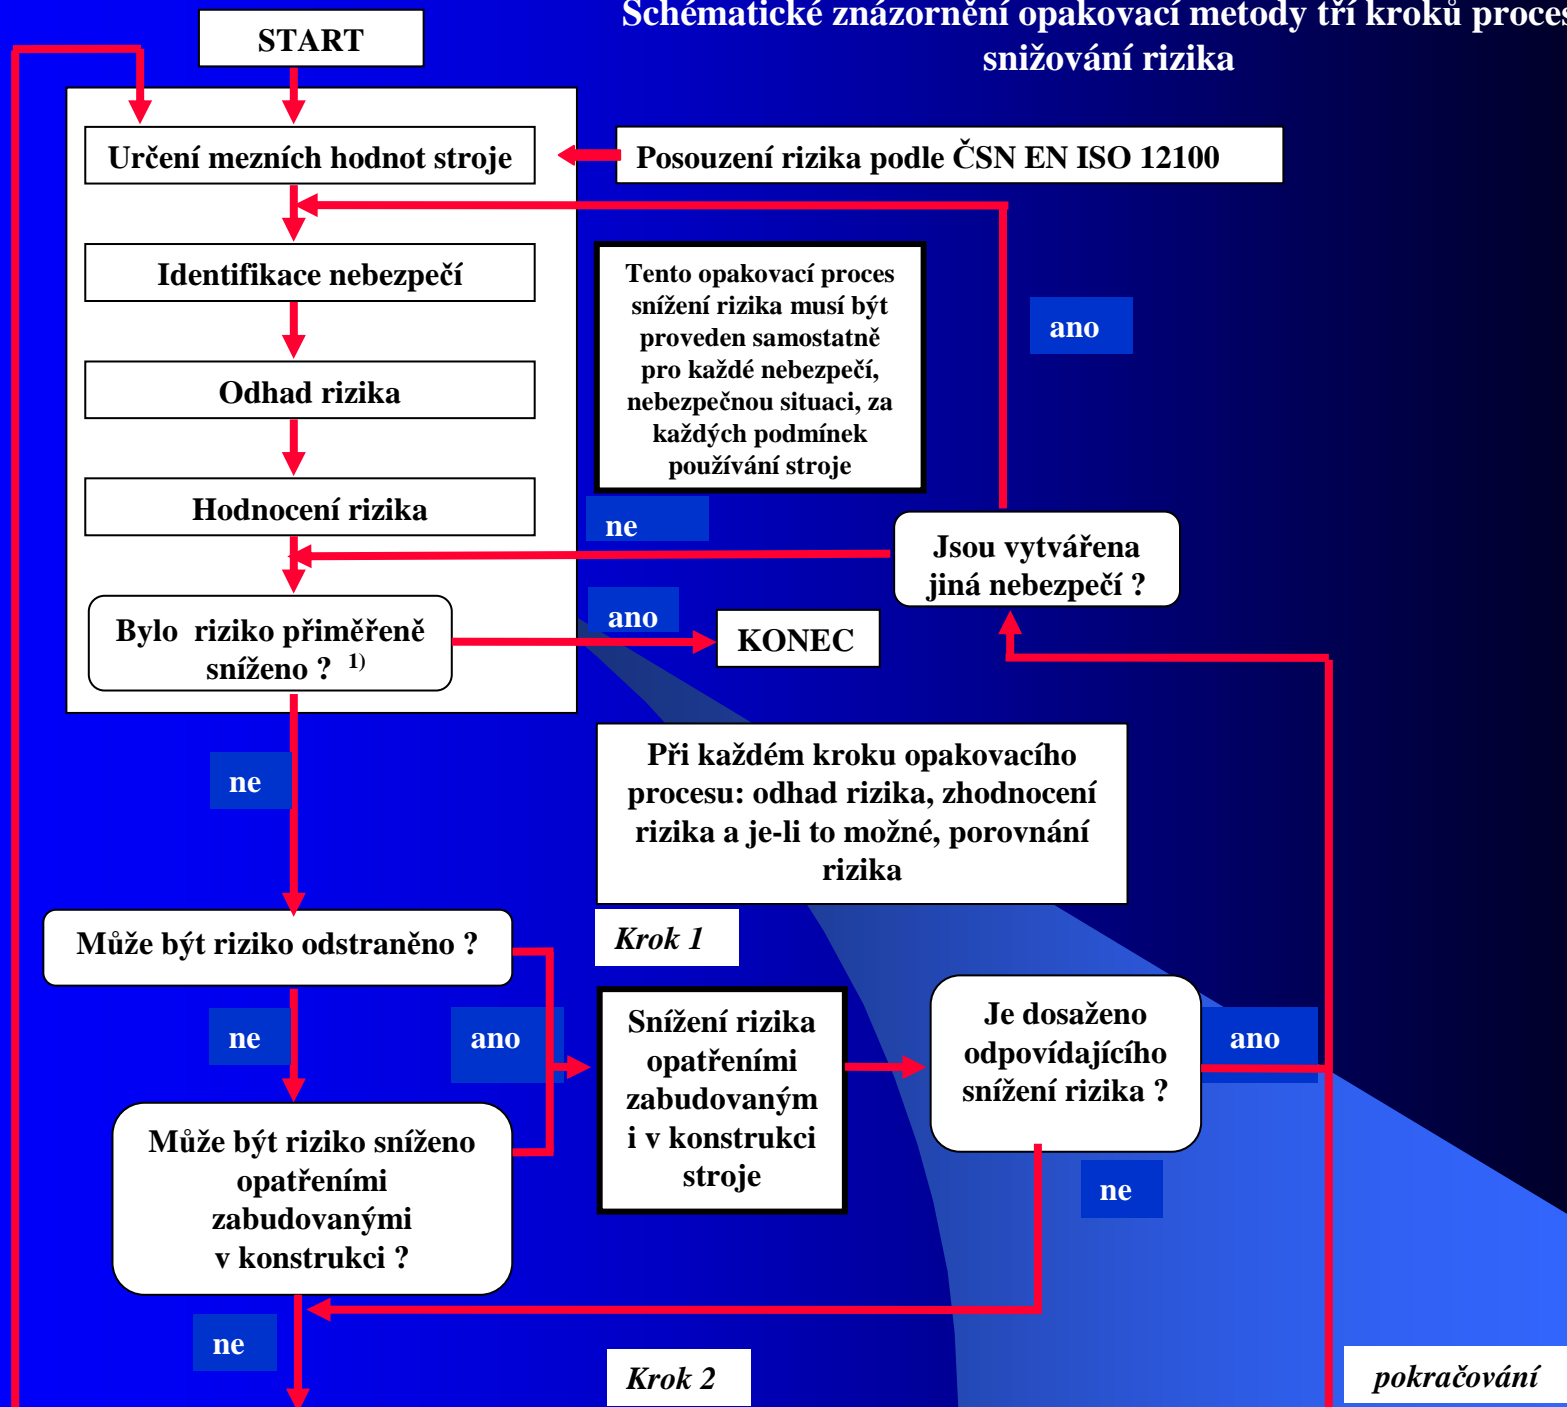 Schématické znázornění opakovací metody tří kroků proces
snižování rizika
START
Určení mezních hodnot stroje
Posouzení rizika podle ČSN EN ISO 12100
Identifikace nebezpečí
Tento opakovací proces
snížení rizika musí být
proveden samostatně
pro každé nebezpečí,
nebezpečnou situaci, za
každých podmínek
používání stroje
ano
Odhad rizika
Hodnocení rizika
ne
Jsou vytvářena
jiná nebezpečí ?
Bylo riziko přiměřeně
sníženo ? 1)
ano
KONEC
ne
Při každém kroku opakovacího
procesu: odhad rizika, zhodnocení
rizika a je-li to možné, porovnání
rizika
Může být riziko odstraněno ?
Krok 1
ne
ano
Snížení rizika
opatřeními
zabudovaným
i v konstrukci
stroje
Je dosaženo
odpovídajícího
snížení rizika ?
ano
Může být riziko sníženo
opatřeními
zabudovanými
v konstrukci ?
ne
ne
Krok 2
pokračování